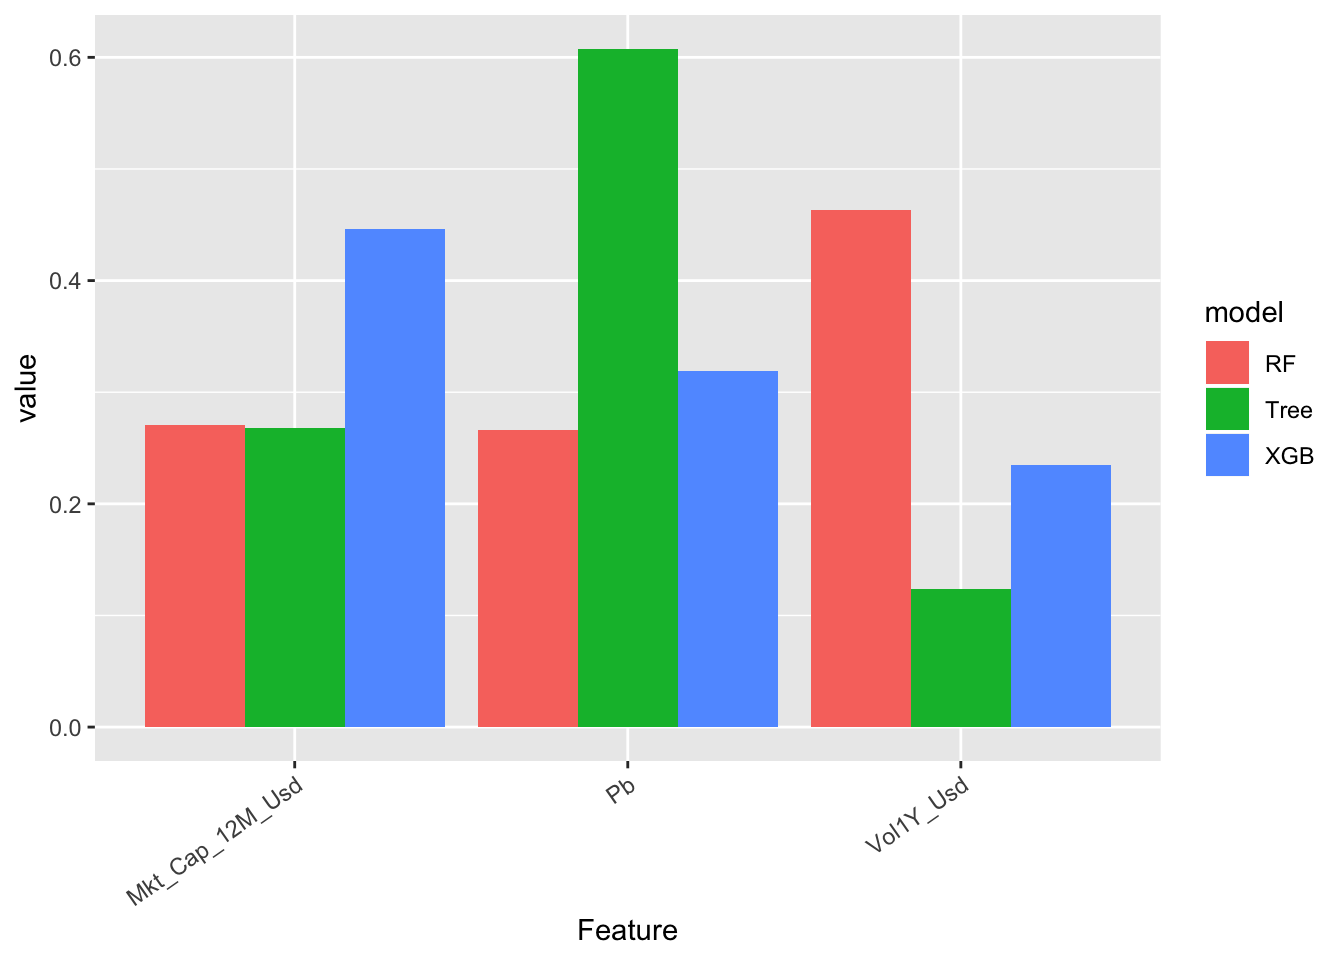 0.6
0.4
0.2
0.0
value
Mkt_Cap_12M_Usd
Pb
Vol1Y_Usd
Feature
model
RF
Tree
XGB